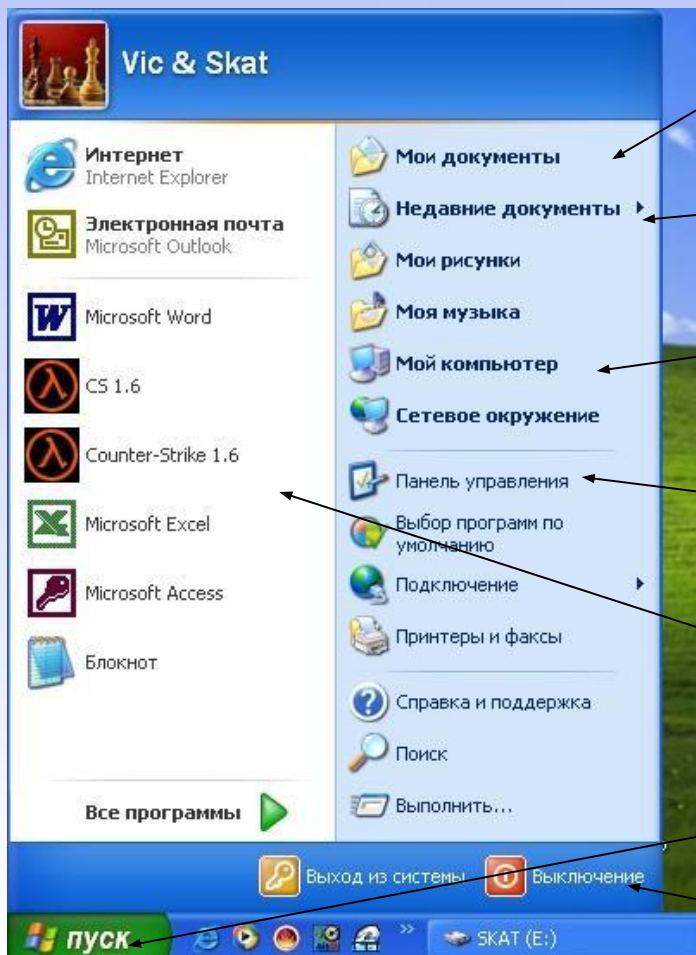 Vic & Skat
Интернет
Internet Explorer
Электронная почта
Microsoft Outlook
Microsoft Word
CS 1.6
Counter-Strike 1.6
Microsoft Excel
Microsoft Access
Блокнот
Все программы
Мои документы
Недавние документы
Мои рисунки
Моя музыка
Мой компьютер
Сетевое окружение
Панель управления
Выбор программ по
умолчанию
Подключение
Принтеры и факсы
Справка и поддержка
Поиск
Выполнить...
Выход из системы
Выключение
пуск
»
SKAT (E:)